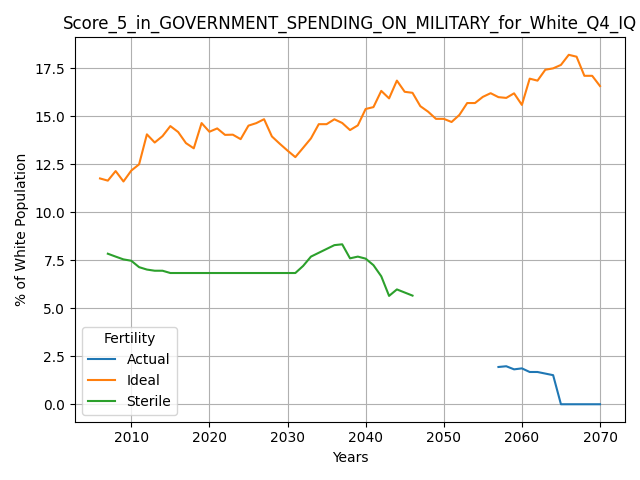 Score_5_in_GOVERNMENT_SPENDING_ON_MILITARY_for_White_Q4_IQ
% of White Population
17.5
15.0
12.5
10.0
7.5
5.0
2.5
0.0
Fertility
Actual
Ideal
Sterile
2010 2020 2030 2040 2050 2060 2070
Years